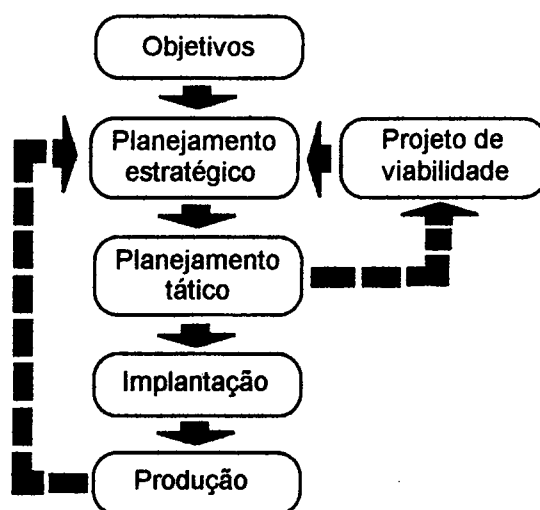 Objetivos
Planejamento
estratégico
Projeto de
viabilidade
Planejamento
tático
Implantação
Produção